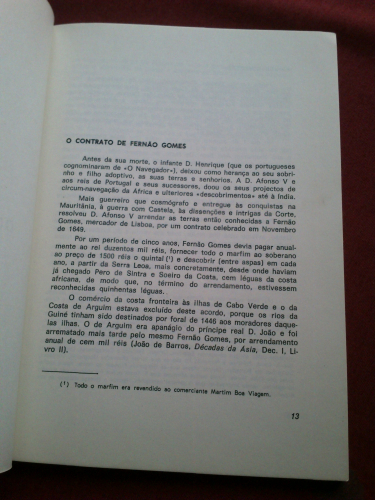 O CONTRATO DE FERNÃO GOMES
Antes da sua morte, o infante D. Henrique (que os portugueses
cognominaram de «O Navegador»), deixou como herança ao seu sobri-
nho e filho adoptivo, as suas terras e senhorios. A D. Afonso V e
aos reis de Portugal e seus sucessores, doou os seus projectos de
circum-navegação da África e ulteriores «descobrimentos» até à Índia.
Mais guerreiro que cosmógrafo e entregue às conquistas na
Mauritânia, à guerra com Castela, às dissenções e intrigas da Corte,
resolveu D. Afonso V arrendar as terras então conhecidas a Fernão
Gomes, mercador de Lisboa, por um contrato celebrado em Novembro
de 1649.
Por um período de cinco anos, Fernão Gomes devia pagar anual-
mente ao rei duzentos mil réis, fornecer todo o marfim ao soberano
ao preço de 1500 réis o quintal (¹) e descobrir (entre aspas) em cada
ano, a partir da Serra Leoa, mais concretamente, desde onde haviam
já chegado Pero de Sintra e Soeiro da Costa, cem léguas da costa
africana, de modo que, no término do arrendamento, estivessem
reconhecidas quinhentas léguas.
O comércio da costa fronteira às ilhas de Cabo Verde e o da
Costa de Arguim estava excluído deste acordo, porque os rios da
Guiné tinham sido destinados por foral de 1446 aos moradores daque-
las ilhas. O de Arguim era apanágio do príncipe real D. João e foi
arrematado mais tarde pelo mesmo Fernão Gomes, por arrendamento
anual de cem mil réis (João de Barros, Décadas da Ásia, Dec. I, Li-
vro II).
(¹) Todo o marfim era revendido ao comerciante Martim Boa Viagem.
13